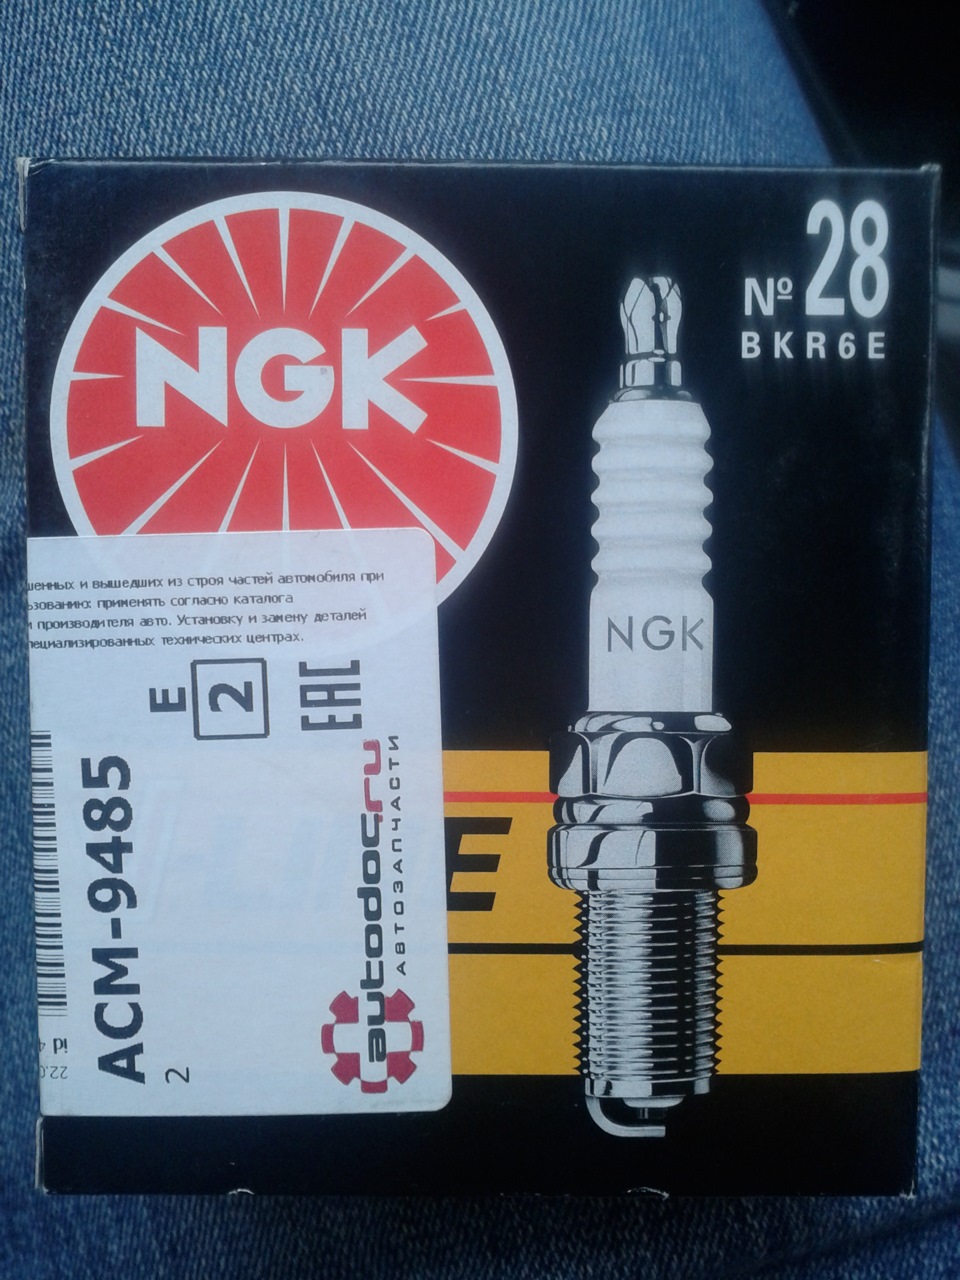 № 28
BKR6E
NGK
NGK
шенных и вышедших из строя частей автомобиля при
ьзованию: применять согласно каталога
и производителя авто. Установку и замену деталей
пециализированных технических центрах.
E
2
EAC
ACM-9485
2
autodoc.ru
АВТОЗАПЧАСТИ
id
E